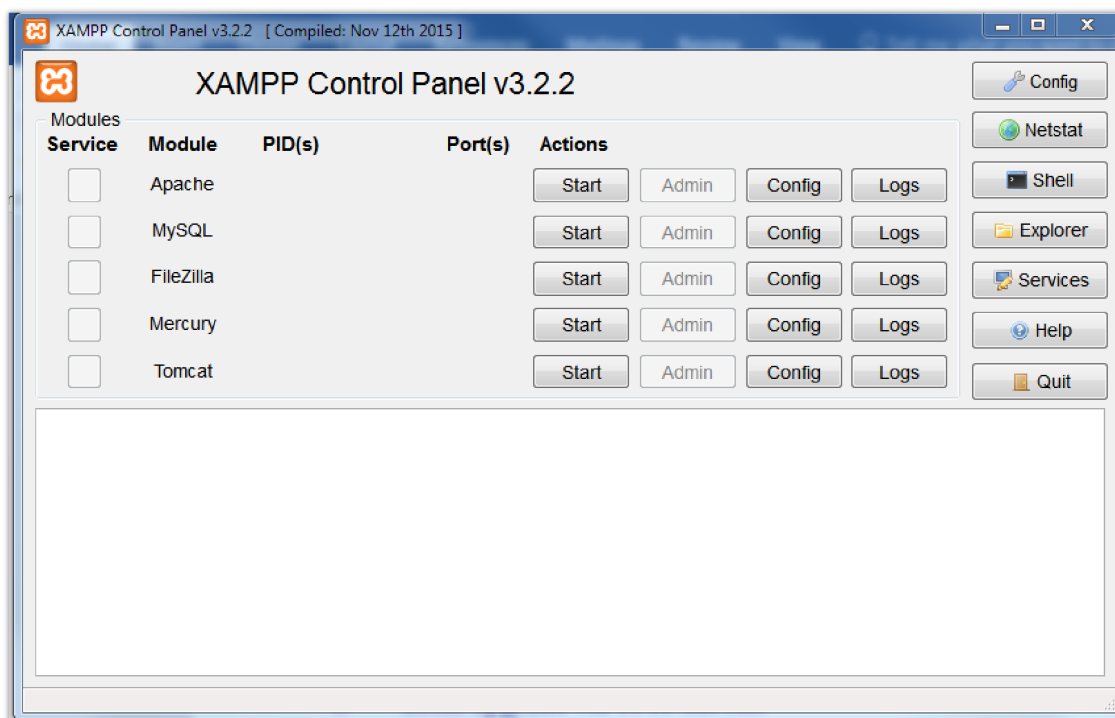 XAMPP Control Panel v3.2.2 [ Compiled: Nov 12th 2015 ]
XAMPP Control Panel v3.2.2
Config
Modules
Service Module PID(s) Port(s) Actions
Netstat
Apache Start Admin Config Logs
Shell
MySQL Start Admin Config Logs
Explorer
FileZilla Start Admin Config Logs
Services
Mercury Start Admin Config Logs
Help
Tomcat Start Admin Config Logs
Quit